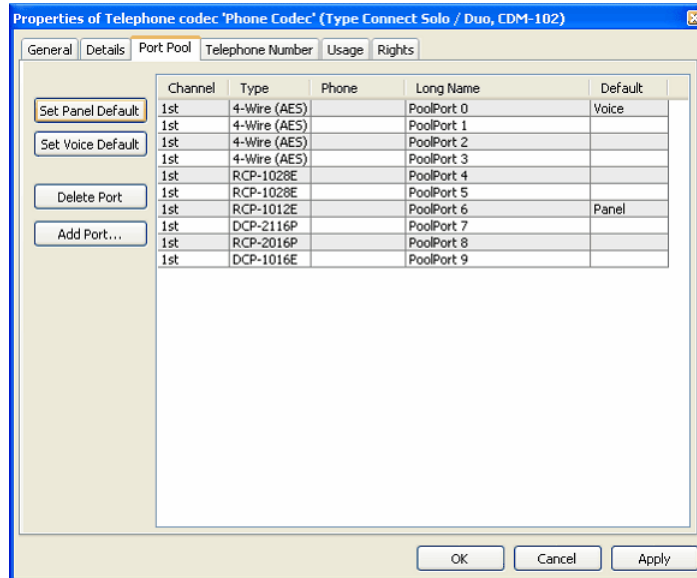 Properties of Telephone codec 'Phone Codec' (Type Connect Solo / Duo, CDM-102)
General Details Port Pool Telephone Number Usage Rights
Set Panel Default
Set Voice Default
Delete Port
Add Port...
Channel Type Phone Long Name Default
1st 4-Wire (AES) PoolPort 0 Voice
1st 4-Wire (AES) PoolPort 1
1st 4-Wire (AES) PoolPort 2
1st 4-Wire (AES) PoolPort 3
1st RCP-1028E PoolPort 4
1st RCP-1028E PoolPort 5
1st RCP-1012E PoolPort 6 Panel
1st DCP-2116P PoolPort 7
1st RCP-2016P PoolPort 8
1st DCP-1016E PoolPort 9
OK Cancel Apply